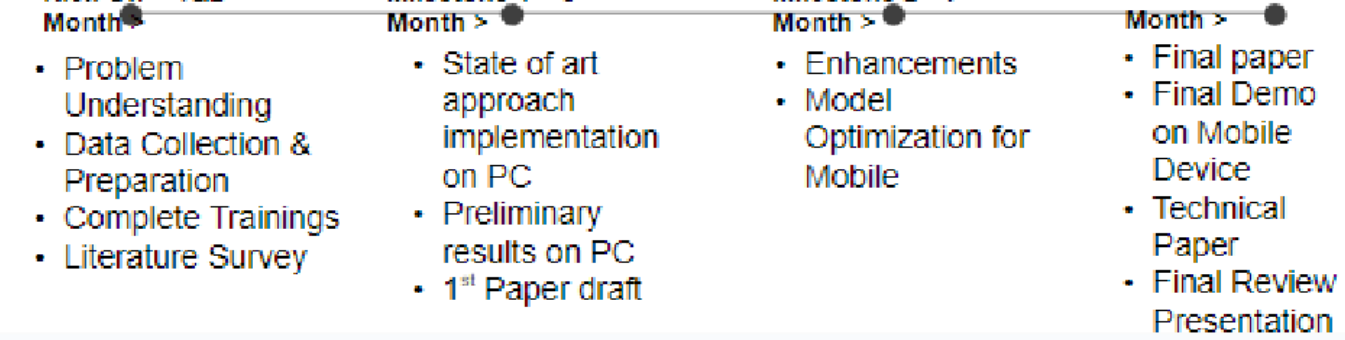 Month >
• Problem
Understanding
• Data Collection &
Preparation
• Complete Trainings
• Literature Survey
Month >
• State of art
approach
implementation
on PC
• Preliminary
results on PC
• 1st Paper draft
Month >
• Enhancements
• Model
Optimization for
Mobile
Month >
• Final paper
• Final Demo
on Mobile
Device
• Technical
Paper
• Final Review
Presentation